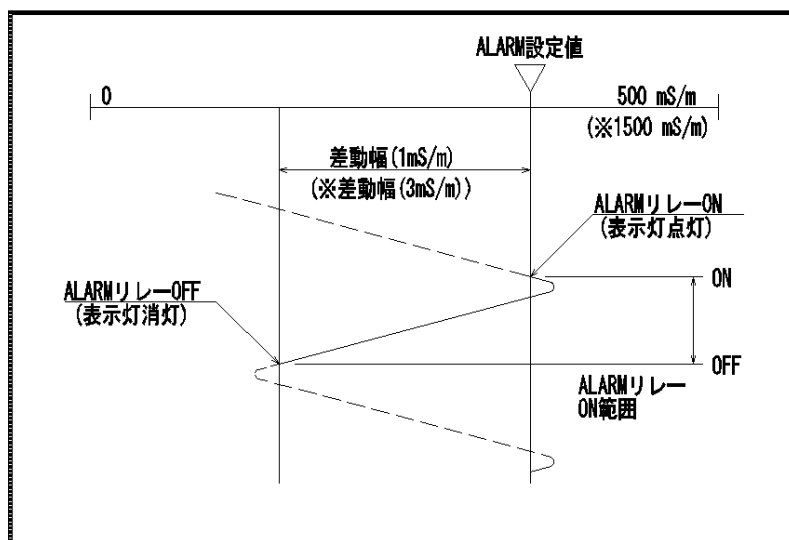 ALARM設定値
0
500 mS/m
(※1500 mS/m)
差動幅(1mS/m)
(※差動幅(3mS/m))
ALARMリレーON
(表示灯点灯)
ON
ALARMリレーOFF
(表示灯消灯)
OFF
ALARMリレー
ON範囲